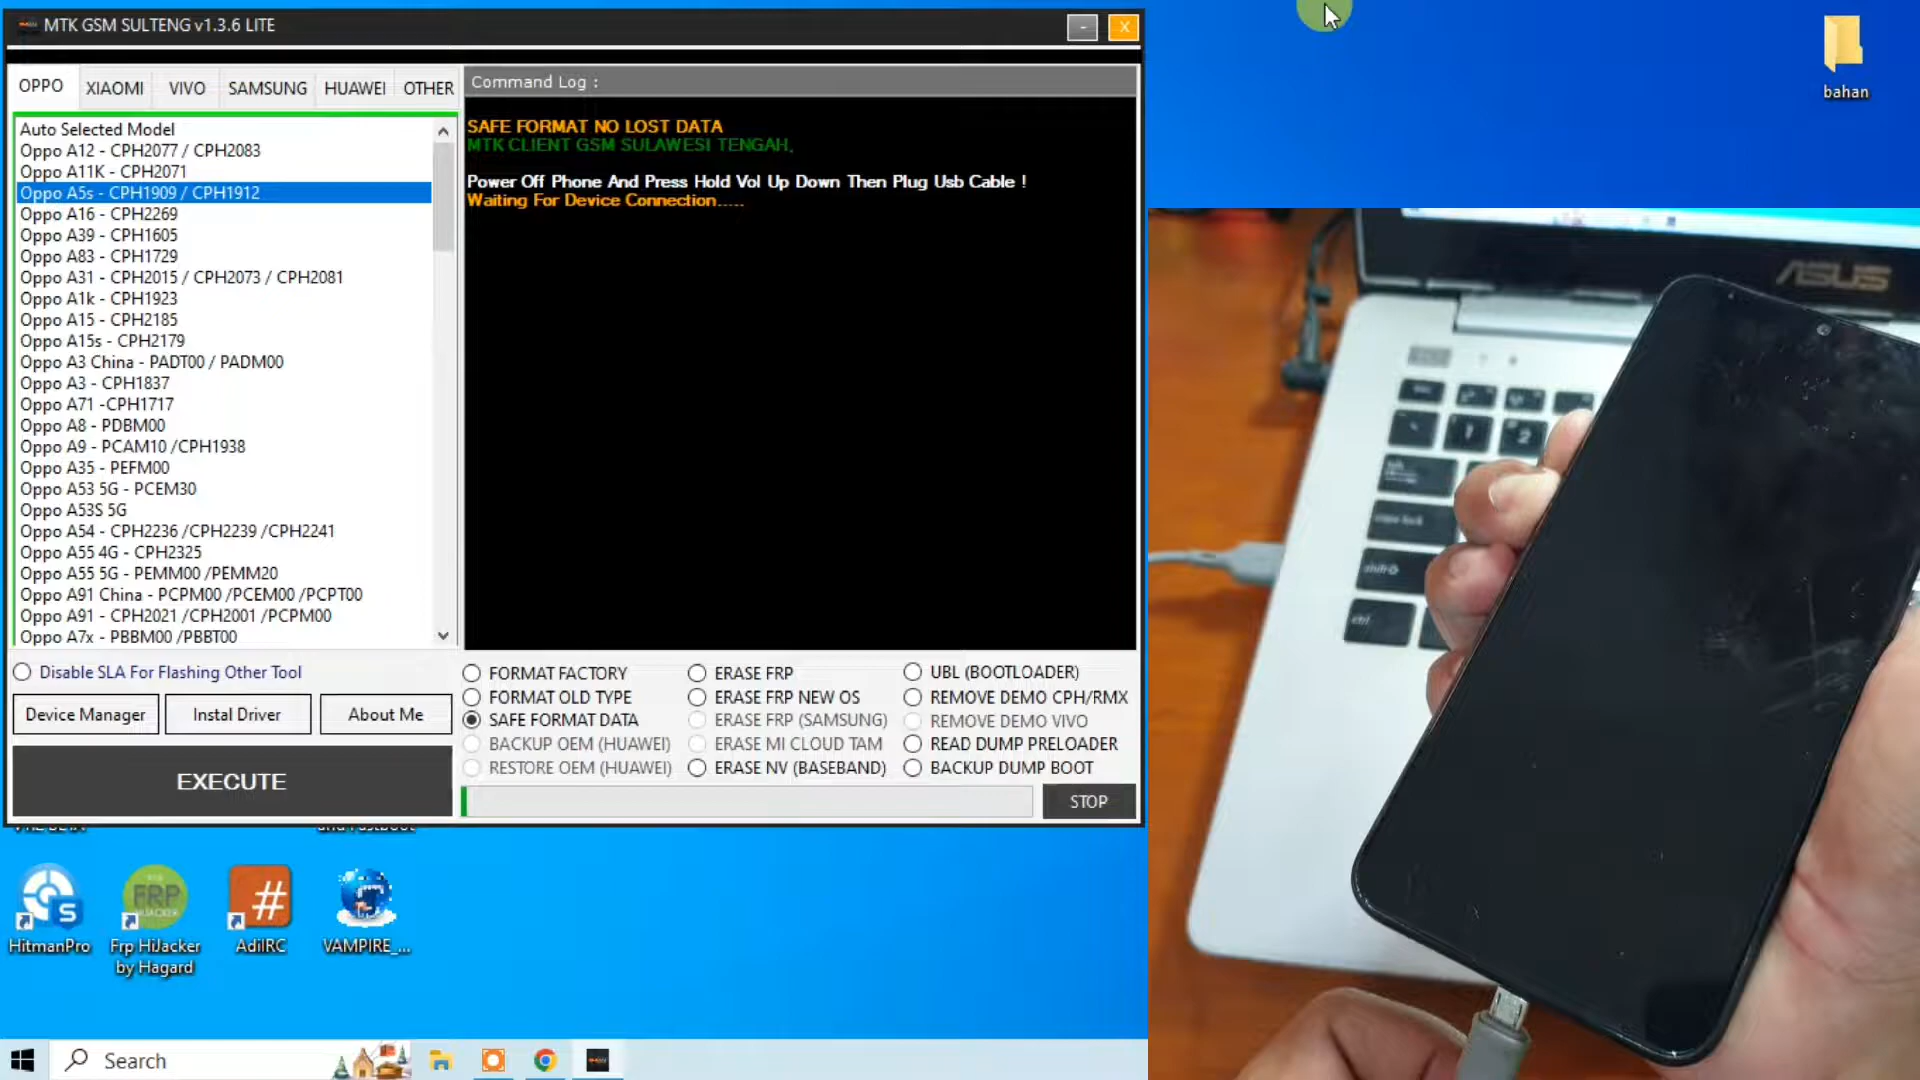 MTK GSM SULTENG v1.3.6 LITE
-
X
OPPO
XIAOMI
VIVO
SAMSUNG
HUAWEI
OTHER
Auto Selected Model
Oppo A12 - CPH2077 / CPH2083
Oppo A11K - CPH2071
Oppo A5s - CPH1909 / CPH1912
Oppo A16 - CPH2269
Oppo A39 - CPH1605
Oppo A83 - CPH1729
Oppo A31 - CPH2015 / CPH2073 / CPH2081
Oppo A1k - CPH1923
Oppo A15 - CPH2185
Oppo A15s - CPH2179
Oppo A3 China - PADT00 / PADM00
Oppo A3 - CPH1837
Oppo A71 -CPH1717
Oppo A8 - PDBM00
Oppo A9 - PCAM10 /CPH1938
Oppo A35 - PEFM00
Oppo A53 5G - PCEM30
Oppo A53S 5G
Oppo A54 - CPH2236 /CPH2239 /CPH2241
Oppo A55 4G - CPH2325
Oppo A55 5G - PEMM00 /PEMM20
Oppo A91 China - PCPM00 /PCEM00 /PCPT00
Oppo A91 - CPH2021 /CPH2001 /PCPM00
Oppo A7x - PBBM00 /PBBT00
Command Log :
SAFE FORMAT NO LOST DATA
MTK CLIENT GSM SULAWESI TENGAH.
Power Off Phone And Press Hold Vol Up Down Then Plug Usb Cable !
Waiting For Device Connection.....
Disable SLA For Flashing Other Tool
Device Manager
Instal Driver
About Me
EXECUTE
FORMAT FACTORY
FORMAT OLD TYPE
SAFE FORMAT DATA
BACKUP OEM (HUAWEI)
RESTORE OEM (HUAWEI)
ERASE FRP
ERASE FRP NEW OS
ERASE FRP (SAMSUNG)
ERASE MI CLOUD TAM
ERASE NV (BASEBAND)
UBL (BOOTLOADER)
REMOVE DEMO CPH/RMX
REMOVE DEMO VIVO
READ DUMP PRELOADER
BACKUP DUMP BOOT
STOP
bahan
ASUS
1
2
shift
ctrl
HitmanPro
FRP
Frp HiJacker
by Hagard
#
AdiIRC
VAMPIRE_...
Search